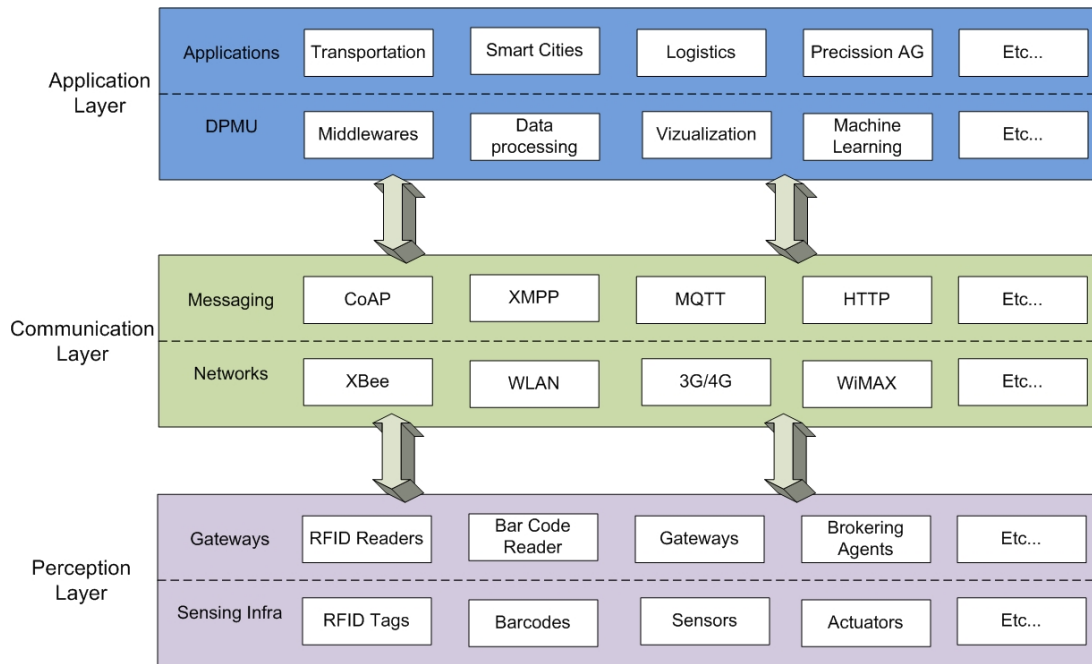 Application
Layer
Applications
Transportation
Smart Cities
Logistics
Precission AG
Etc...
DPMU
Middlewares
Data
processing
Vizualization
Machine
Learning
Etc...
Communication
Layer
Messaging
CoAP
XMPP
MQTT
HTTP
Etc...
Networks
XBee
WLAN
3G/4G
WiMAX
Etc...
Perception
Layer
Gateways
RFID Readers
Bar Code
Reader
Gateways
Brokering
Agents
Etc...
Sensing Infra
RFID Tags
Barcodes
Sensors
Actuators
Etc...